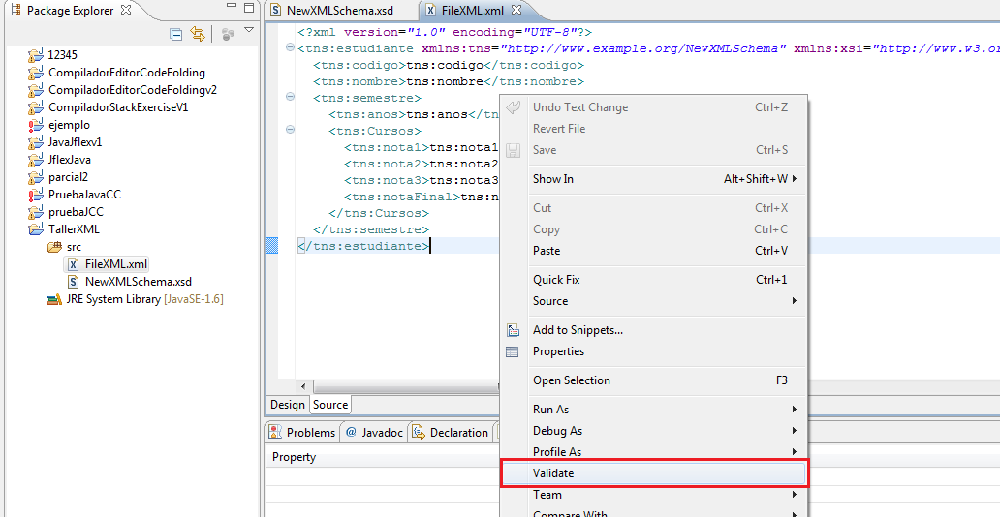 Package Explorer
12345
CompiladorEditorCodeFolding
CompiladorEditorCodeFoldingv2
CompiladorStackExerciseV1
ejemplo
JavaJflexv1
JflexJava
parcial2
PruebaJavaCC
pruebaJCC
TallerXML
src
FileXML.xml
NewXMLSchema.xsd
JRE System Library [JavaSE-1.6]
NewXMLSchema.xsd FileXML.xml
<?xml version="1.0" encoding="UTF-8"?>
<tns:estudiante xmlns:tns="http://www.example.org/NewXMLSchema" xmlns:xsi="http://www.w3.o
<tns:codigo>tns:codigo</tns:codigo>
<tns:nombre>tns:nombre</tns:nombre>
<tns:semestre>
<tns:anos>tns:anos</tn
<tns:Cursos>
<tns:nota1>tns:nota1
<tns:nota2>tns:nota2
<tns:nota3>tns:nota3
<tns:notaFinal>tns:n
</tns:Cursos>
</tns:semestre>
</tns:estudiante>
Design Source
Problems @ Javadoc Declaration
Property
Undo Text Change Ctrl+Z
Revert File
Save Ctrl+S
Show In Alt+Shift+W
Cut Ctrl+X
Copy Ctrl+C
Paste Ctrl+V
Quick Fix Ctrl+1
Source
Add to Snippets...
Properties
Open Selection F3
Run As
Debug As
Profile As
Validate
Team
Compare With